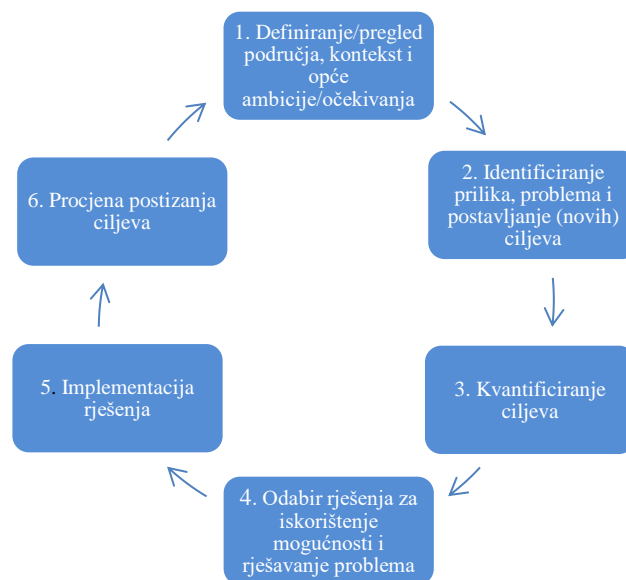 1. Definiranje/pregled
područja, kontekst i
opće
ambicije/očekivanja
2. Identificiranje
prilika, problema i
postavljanje (novih)
ciljeva
3. Kvantificiranje
ciljeva
4. Odabir rješenja za
iskorištenje
mogućnosti i
rješavanje problema
5. Implementacija
rješenja
6. Procjena postizanja
ciljeva